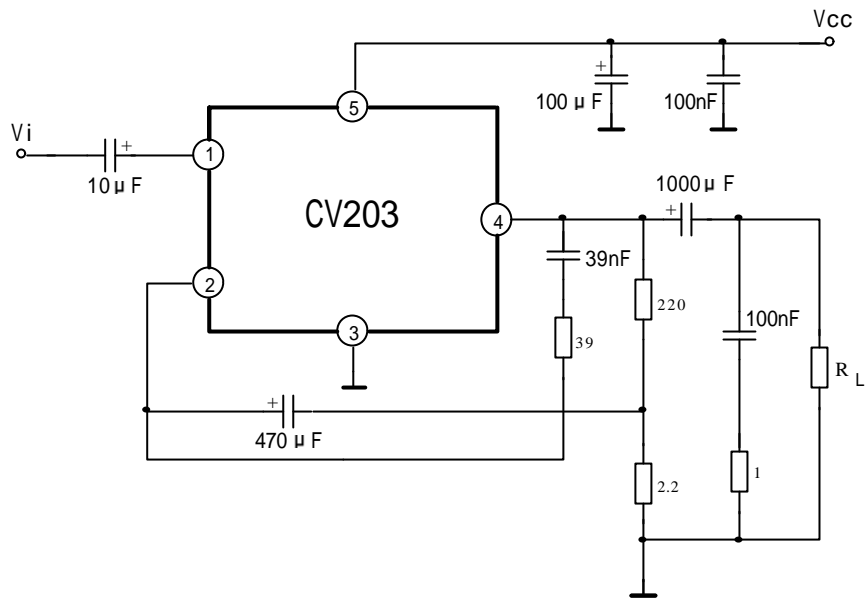 Vcc
5
+
100μF
100nF
Vi
+
1
10μF
1000μF
CV203
4
+
39nF
2
220
3
39
100nF
R L
+
470μF
2.2
1